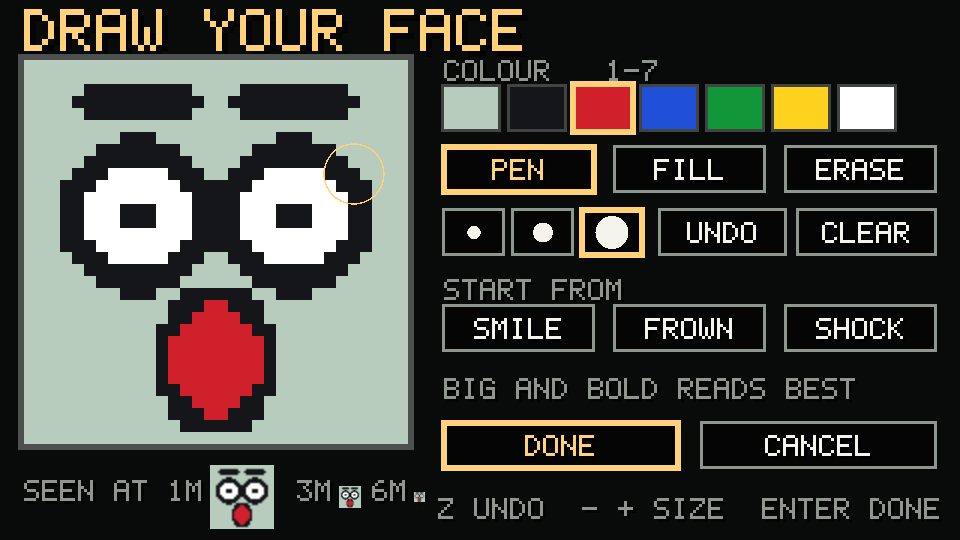 DRAW YOUR FACE
COLOUR 1-7
PEN FILL ERASE
UNDO CLEAR
START FROM
SMILE FROWN SHOCK
BIG AND BOLD READS BEST
DONE CANCEL
SEEN AT 1M 3M 6M
Z UNDO - + SIZE ENTER DONE